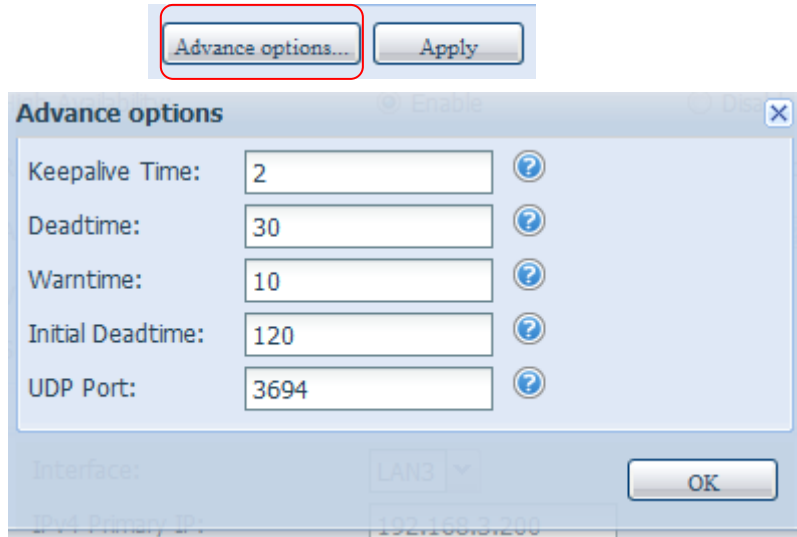 Advance options... Apply
Advance options
Enable
Keepalive Time: 2
Deadtime: 30
Warntime: 10
Initial Deadtime: 120
UDP Port: 3694
Interface: LAN3
OK
IPv4 Primary IP: 192.168.3.200